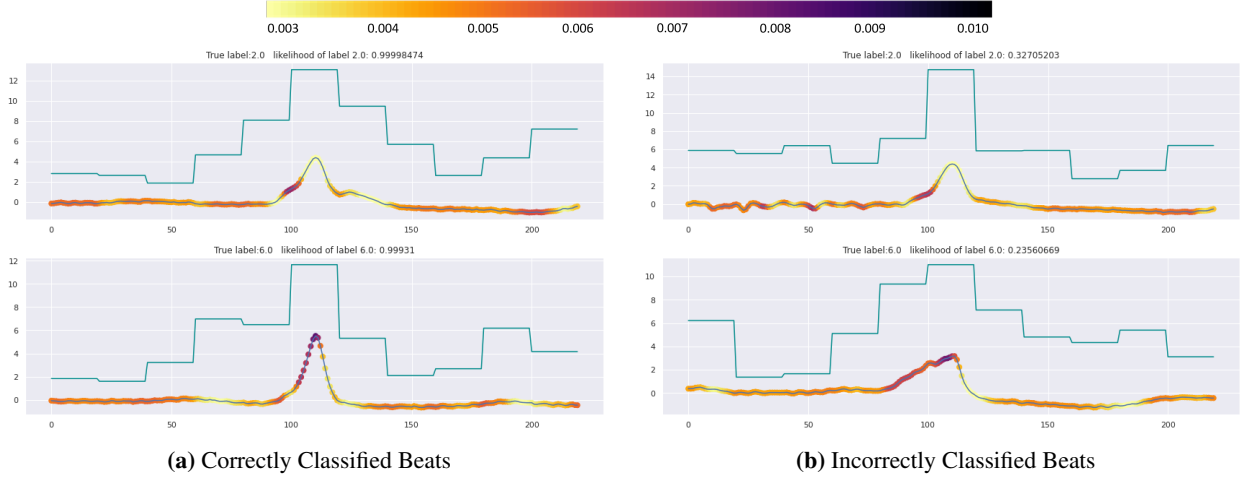 0.003 0.004 0.005 0.006 0.007 0.008 0.009 0.010
True label:2.0 likelihood of label 2.0: 0.99998474
12
10
8
6
4
2
0
0 50 100 150 200
True label:6.0 likelihood of label 6.0: 0.99931
12
10
8
6
4
2
0
0 50 100 150 200
(a) Correctly Classified Beats
True label:2.0 likelihood of label 2.0: 0.32705203
14
12
10
8
6
4
2
0
0 50 100 150 200
True label:6.0 likelihood of label 6.0: 0.23560669
10
8
6
4
2
0
0 50 100 150 200
(b) Incorrectly Classified Beats